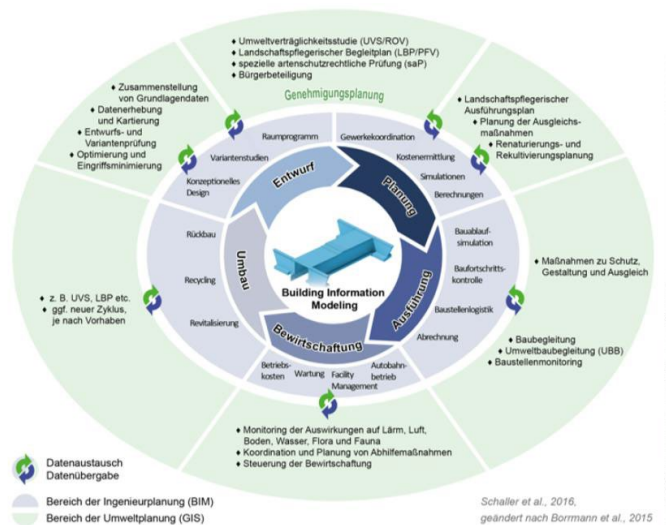 ♦ Umweltverträglichkeitsstudie (UVS/ROV)
♦ Landschaftspflegerischer Begleitplan (LBP/PFV)
♦ spezielle artenschutzrechtliche Prüfung (saP)
♦ Bürgerbeteiligung
Genehmigungsplanung
♦ Zusammenstellung
von Grundlagendaten
♦ Datenerhebung
und Kartierung
♦ Entwurfs- und
Variantenprüfung
♦ Optimierung und
Eingriffsminimierung
♦ Landschaftspflegerischer
Ausführungsplan
♦ Planung der Ausgleichs-
maßnahmen
♦ Renaturierungs- und
Rekultivierungsplanung
Raumprogramm
Variantenstudien
Konzeptionelles
Design
Gewerkekoordination
Kostenermittlung
Simulationen
Berechnungen
Entwurf
Planung
Rückbau
Recycling
Revitalisierung
Umbau
Building Information
Modeling
Ausführung
Bauablauf-
simulation
Baufortschritts-
kontrolle
Baustellenlogistik
Abrechnung
♦ Maßnahmen zu Schutz,
Gestaltung und Ausgleich
♦ z. B. UVS, LBP etc.
♦ ggf. neuer Zyklus,
je nach Vorhaben
♦ Baubegleitung
♦ Umweltbaubegleitung (UBB)
♦ Baustellenmonitoring
Bewirtschaftung
Betriebs-
kosten
Wartung
Facility
Management
Autobahn-
betrieb
♦ Monitoring der Auswirkungen auf Lärm, Luft,
Boden, Wasser, Flora und Fauna
♦ Koordination und Planung von Abhilfemaßnahmen
♦ Steuerung der Bewirtschaftung
Datenaustausch
Datenübergabe
Bereich der Ingenieurplanung (BIM)
Bereich der Umweltplanung (GIS)
Schaller et al., 2016,
geändert nach Borrmann et al., 2015